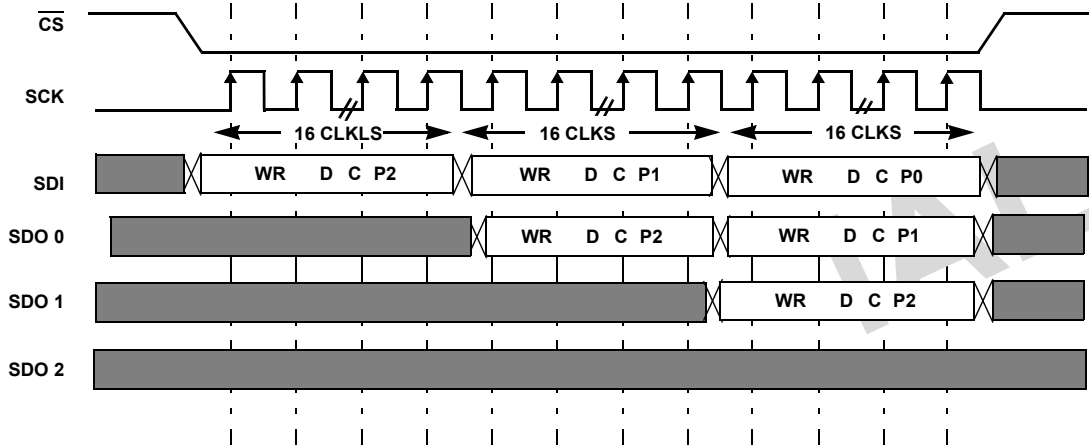 CS
SCK
16 CLKLS 16 CLKS 16 CLKS
SDI WR D C P2 WR D C P1 WR D C P0
SDO 0 WR D C P2 WR D C P1
SDO 1 WR D C P2
SDO 2